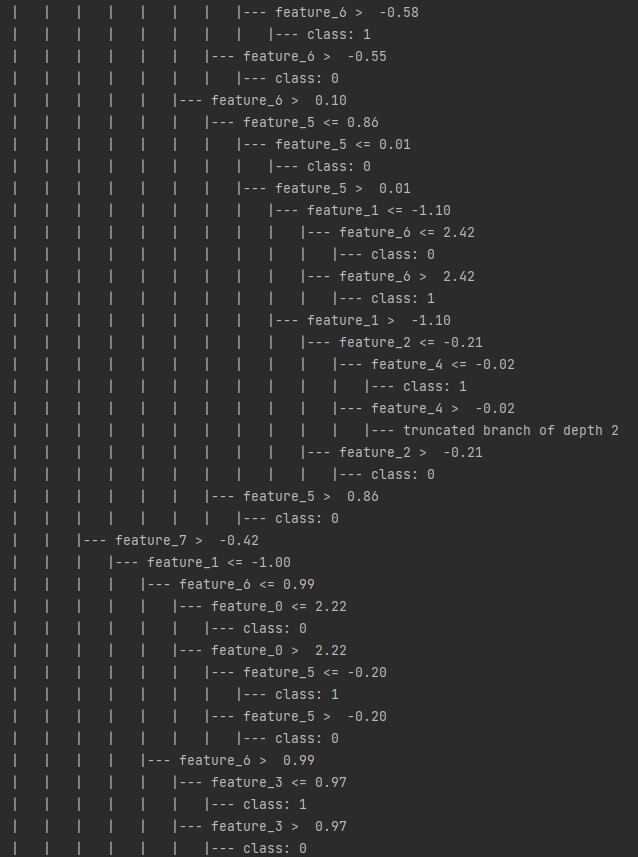 |   |   |   |   |   |   |   |--- feature_6 >  -0.58
|   |   |   |   |   |   |   |   |--- class: 1
|   |   |   |   |   |   |--- feature_6 >  -0.55
|   |   |   |   |   |   |   |--- class: 0
|   |   |   |   |   |--- feature_6 >  0.10
|   |   |   |   |   |   |--- feature_5 <= 0.86
|   |   |   |   |   |   |   |--- feature_5 <= 0.01
|   |   |   |   |   |   |   |   |--- class: 0
|   |   |   |   |   |   |   |--- feature_5 >  0.01
|   |   |   |   |   |   |   |   |--- feature_1 <= -1.10
|   |   |   |   |   |   |   |   |   |--- feature_6 <= 2.42
|   |   |   |   |   |   |   |   |   |   |--- class: 0
|   |   |   |   |   |   |   |   |   |--- feature_6 >  2.42
|   |   |   |   |   |   |   |   |   |   |--- class: 1
|   |   |   |   |   |   |   |   |--- feature_1 >  -1.10
|   |   |   |   |   |   |   |   |   |--- feature_2 <= -0.21
|   |   |   |   |   |   |   |   |   |   |--- feature_4 <= -0.02
|   |   |   |   |   |   |   |   |   |   |   |--- class: 1
|   |   |   |   |   |   |   |   |   |   |--- feature_4 >  -0.02
|   |   |   |   |   |   |   |   |   |   |   |--- truncated branch of depth 2
|   |   |   |   |   |   |   |   |   |--- feature_2 >  -0.21
|   |   |   |   |   |   |   |   |   |   |--- class: 0
|   |   |   |   |   |   |--- feature_5 >  0.86
|   |   |   |   |   |   |   |--- class: 0
|   |   |--- feature_7 >  -0.42
|   |   |   |--- feature_1 <= -1.00
|   |   |   |   |--- feature_6 <= 0.99
|   |   |   |   |   |--- feature_0 <= 2.22
|   |   |   |   |   |   |--- class: 0
|   |   |   |   |   |--- feature_0 >  2.22
|   |   |   |   |   |   |--- feature_5 <= -0.20
|   |   |   |   |   |   |   |--- class: 1
|   |   |   |   |   |   |--- feature_5 >  -0.20
|   |   |   |   |   |   |   |--- class: 0
|   |   |   |   |--- feature_6 >  0.99
|   |   |   |   |   |--- feature_3 <= 0.97
|   |   |   |   |   |   |--- class: 1
|   |   |   |   |   |--- feature_3 >  0.97
|   |   |   |   |   |   |--- class: 0